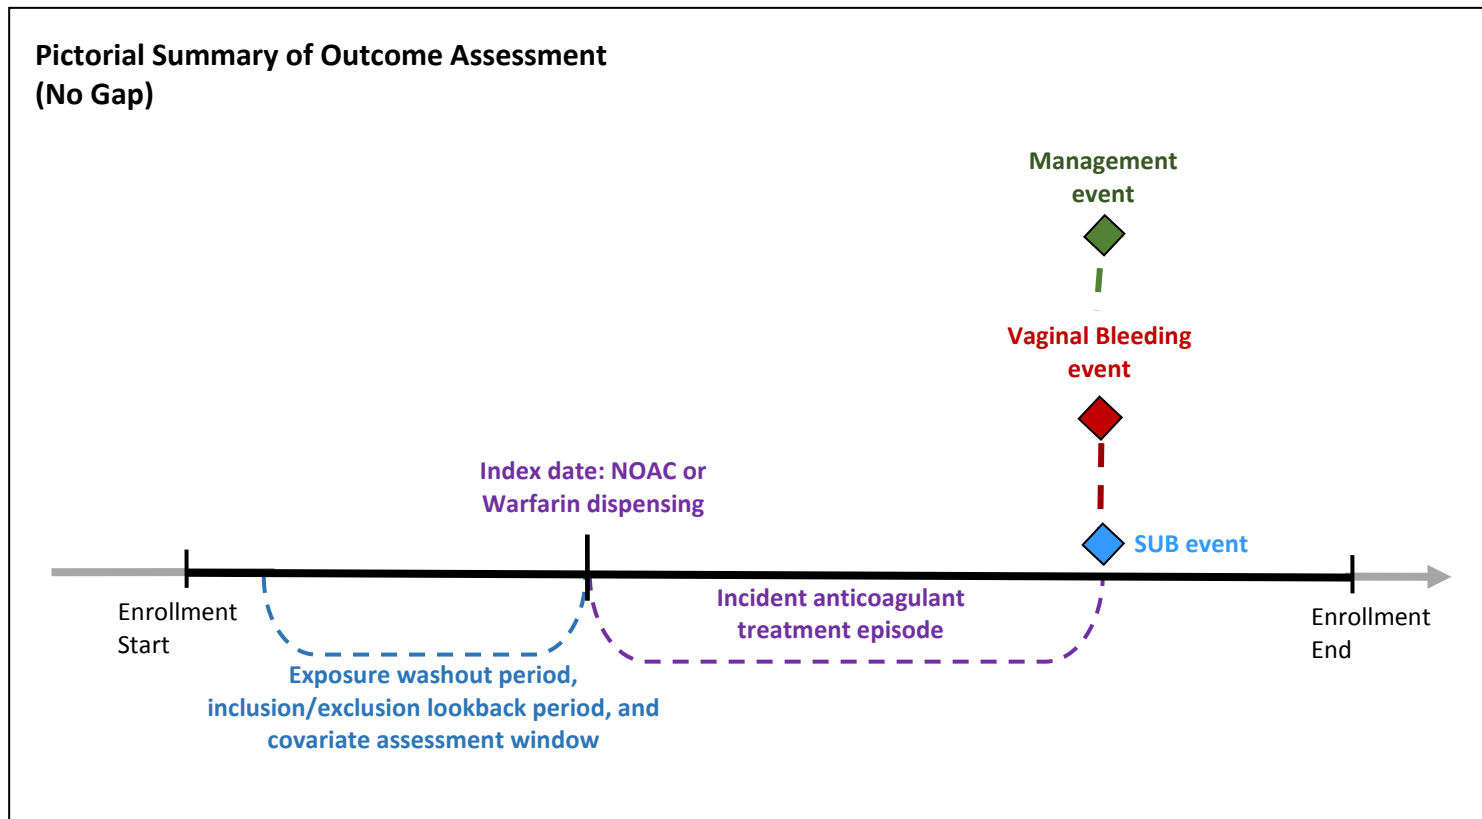 Pictorial Summary of Outcome Assessment
(No Gap)
Management
event
Vaginal Bleeding
event
Index date: NOAC or
Warfarin dispensing
SUB event
Enrollment
Start
Incident anticoagulant
treatment episode
Enrollment
End
Exposure washout period,
inclusion/exclusion lookback period, and
covariate assessment window